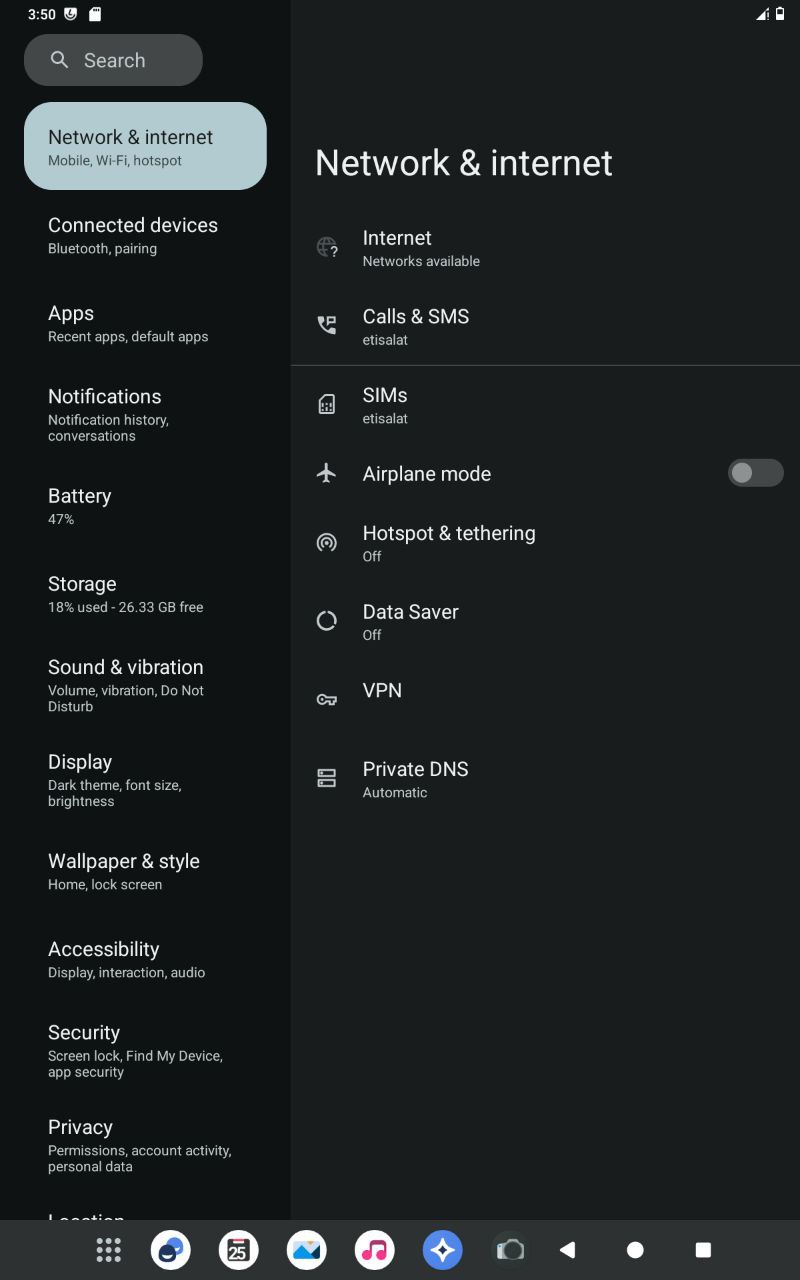 3:50
Search
Network & internet
Mobile, Wi-Fi, hotspot
Connected devices
Bluetooth, pairing
Apps
Recent apps, default apps
Notifications
Notification history,
conversations
Battery
47%
Storage
18% used - 26.33 GB free
Sound & vibration
Volume, vibration, Do Not
Disturb
Display
Dark theme, font size,
brightness
Wallpaper & style
Home, lock screen
Accessibility
Display, interaction, audio
Security
Screen lock, Find My Device,
app security
Privacy
Permissions, account activity,
personal data
Location
Network & internet
Internet
Networks available
Calls & SMS
etisalat
SIMs
etisalat
Airplane mode
Hotspot & tethering
Off
Data Saver
Off
VPN
Private DNS
Automatic
25